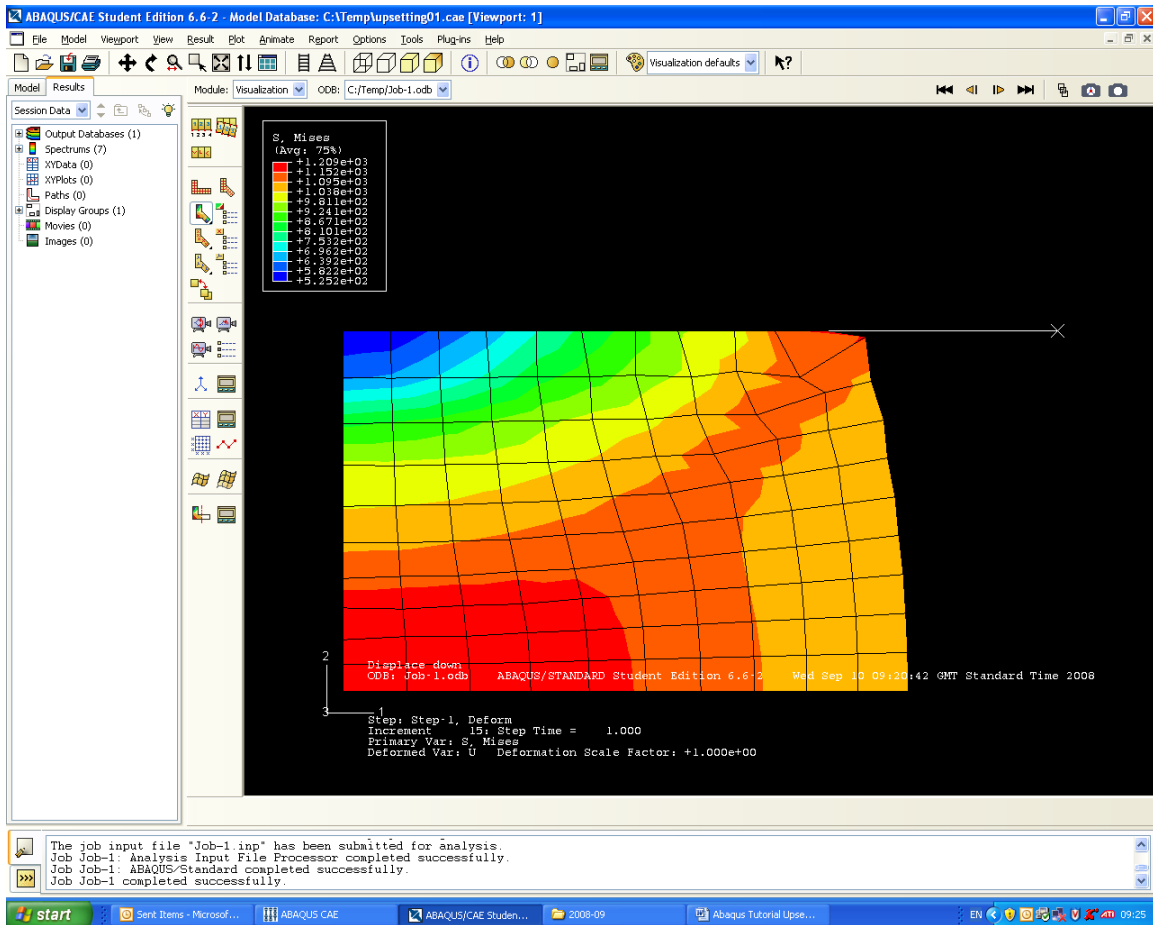 ABAQUS/CAE Student Edition 6.6-2 - Model Database: C:\Temp\upsetting01.cae [Viewport: 1]
File Model Viewport View Result Plot Animate Report Options Tools Plug-ins Help
Visualization defaults
Model Results
Module: Visualization ODB: C:/Temp/Job-1.odb
Session Data
Output Databases (1)
Spectrums (7)
XYData (0)
XYPlots (0)
Paths (0)
Display Groups (1)
Movies (0)
Images (0)
S, Mises
(Avg: 75%)
+1.209e+03
+1.152e+03
+1.095e+03
+1.038e+03
+9.811e+02
+9.241e+02
+8.671e+02
+8.101e+02
+7.532e+02
+6.962e+02
+6.392e+02
+5.822e+02
+5.252e+02
2
3
1
Displace down
ODB: Job-1.odb ABAQUS/STANDARD Student Edition 6.6-2 Wed Sep 10 09:20:42 GMT Standard Time 2008
Step: Step-1, Deform
Increment 15: Step Time = 1.000
Primary Var: S, Mises
Deformed Var: U Deformation Scale Factor: +1.000e+00
The job input file "Job-1.inp" has been submitted for analysis.
Job Job-1: Analysis Input File Processor completed successfully.
Job Job-1: ABAQUS/Standard completed successfully.
Job Job-1 completed successfully.
start Sent Items - Microsof... ABAQUS CAE ABAQUS/CAE Studen... 2008-09 Abaqus Tutorial Upse... EN 09:25